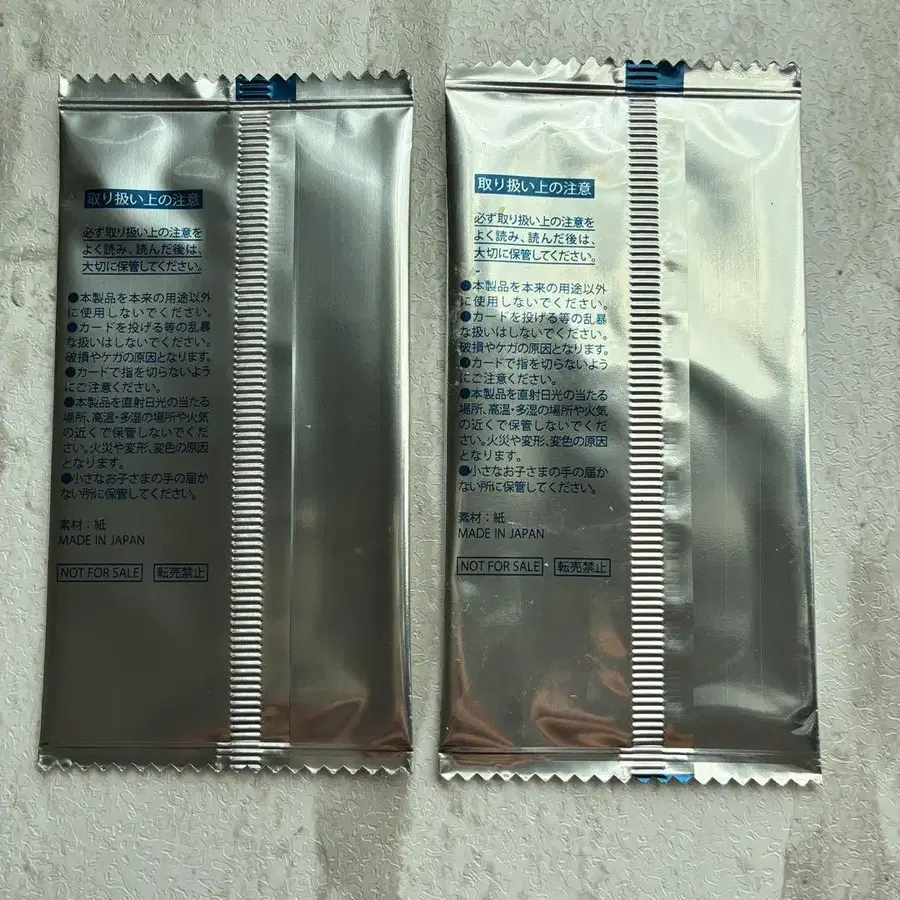 取り扱い上の注意
必ず取り扱い上の注意を
よく読み、読んだ後は、
大切に保管してください。
●本製品を本来の用途以外
に使用しないでください。
●カードを投げる等の乱暴
な扱いはしないでください。
破損やケガの原因となります。
●カードで指を切らないよう
にご注意ください。
●本製品を直射日光の当たる
場所、高温・多湿の場所や火気
の近くで保管しないでくだ
さい。火災や変形、変色の原因
となります。
●小さなお子さまの手の届か
ない所に保管してください。
素材：紙
MADE IN JAPAN
NOT FOR SALE 転売禁止
取り扱い上の注意
必ず取り扱い上の注意を
よく読み、読んだ後は、
大切に保管してください。
●本製品を本来の用途以外
に使用しないでください。
●カードを投げる等の乱暴
な扱いはしないでください。
破損やケガの原因となります。
●カードで指を切らないよう
にご注意ください。
●本製品を直射日光の当たる
場所、高温・多湿の場所や火気
の近くで保管しないでくだ
さい。火災や変形、変色の原因
となります。
●小さなお子さまの手の届か
ない所に保管してください。
素材：紙
MADE IN JAPAN
NOT FOR SALE 転売禁止